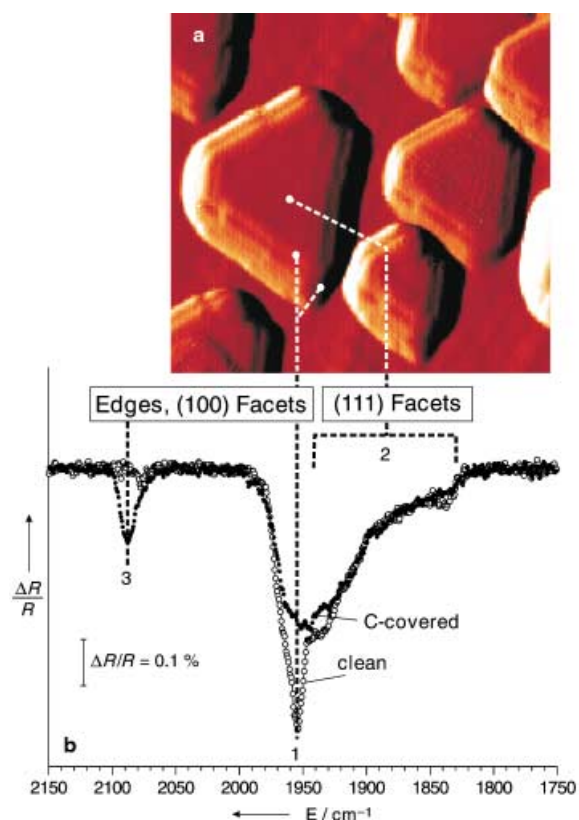 a
Edges, (100) Facets
(111) Facets
2
3
ΔR
R
C-covered
ΔR/R = 0.1 %
clean
b
1
2150 2100 2050 2000 1950 1900 1850 1800 1750
E / cm⁻¹